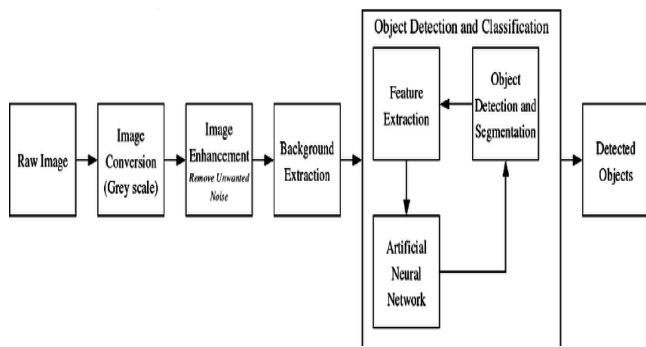 Object Detection and Classification
Raw Image
Image
Conversion
(Grey scale)
Image
Enhancement
Remove Unwanted
Noise
Background
Extraction
Feature
Extraction
Object
Detection and
Segmentation
Artificial
Neural
Network
Detected
Objects